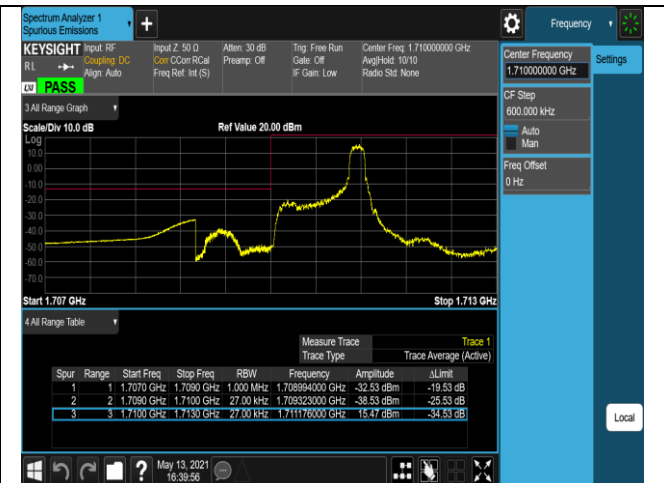 Spectrum Analyzer 1
Spurious Emissions
+
Frequency
KEYSIGHT
RL
Input: RF
Coupling: DC
Align: Auto
Input Z: 50 Ω
Corr CCorr RCal
Freq Ref: Int (S)
Atten: 30 dB
Preamp: Off
Trig: Free Run
Gate: Off
IF Gain: Low
Center Freq: 1.710000000 GHz
Avg|Hold: 10/10
Radio Std: None
LXI PASS
3 All Range Graph
Scale/Div 10.0 dB
Ref Value 20.00 dBm
Log
10.0
0.00
-10.0
-20.0
-30.0
-40.0
-50.0
-60.0
-70.0
Start 1.707 GHz
Stop 1.713 GHz
4 All Range Table
Measure Trace Trace 1
Trace Type Trace Average (Active)
Spur Range Start Freq Stop Freq RBW Frequency Amplitude ΔLimit
1 1 1.7070 GHz 1.7090 GHz 1.000 MHz 1.708994000 GHz -32.53 dBm -19.53 dB
2 2 1.7090 GHz 1.7100 GHz 27.00 kHz 1.709323000 GHz -38.53 dBm -25.53 dB
3 3 1.7100 GHz 1.7130 GHz 27.00 kHz 1.711176000 GHz 15.47 dBm -34.53 dB
Center Frequency
1.710000000 GHz
CF Step
600.000 kHz
Auto
Man
Freq Offset
0 Hz
Settings
Local
?
May 13, 2021
16:39:56